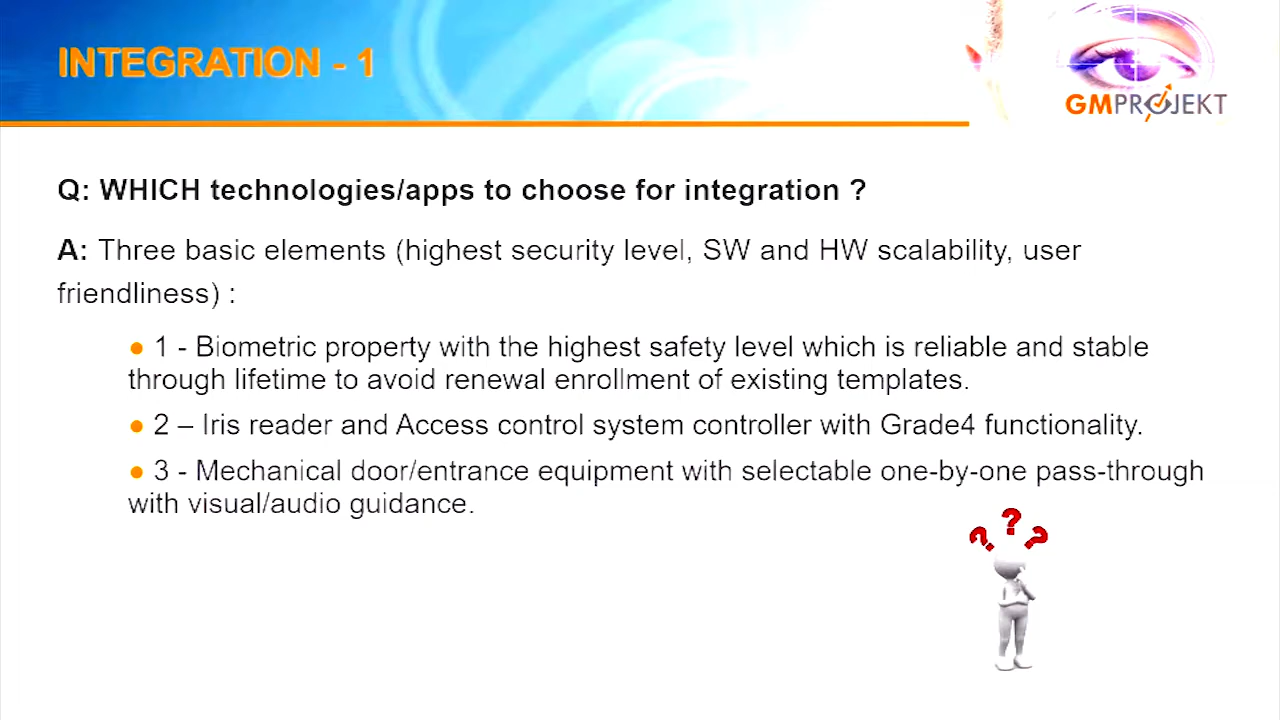 INTEGRATION - 1
GMPROJEKT
Q: WHICH technologies/apps to choose for integration ?
A: Three basic elements (highest security level, SW and HW scalability, user
friendliness) :
● 1 - Biometric property with the highest safety level which is reliable and stable
through lifetime to avoid renewal enrollment of existing templates.
● 2 – Iris reader and Access control system controller with Grade4 functionality.
● 3 - Mechanical door/entrance equipment with selectable one-by-one pass-through
with visual/audio guidance.
? ? ?